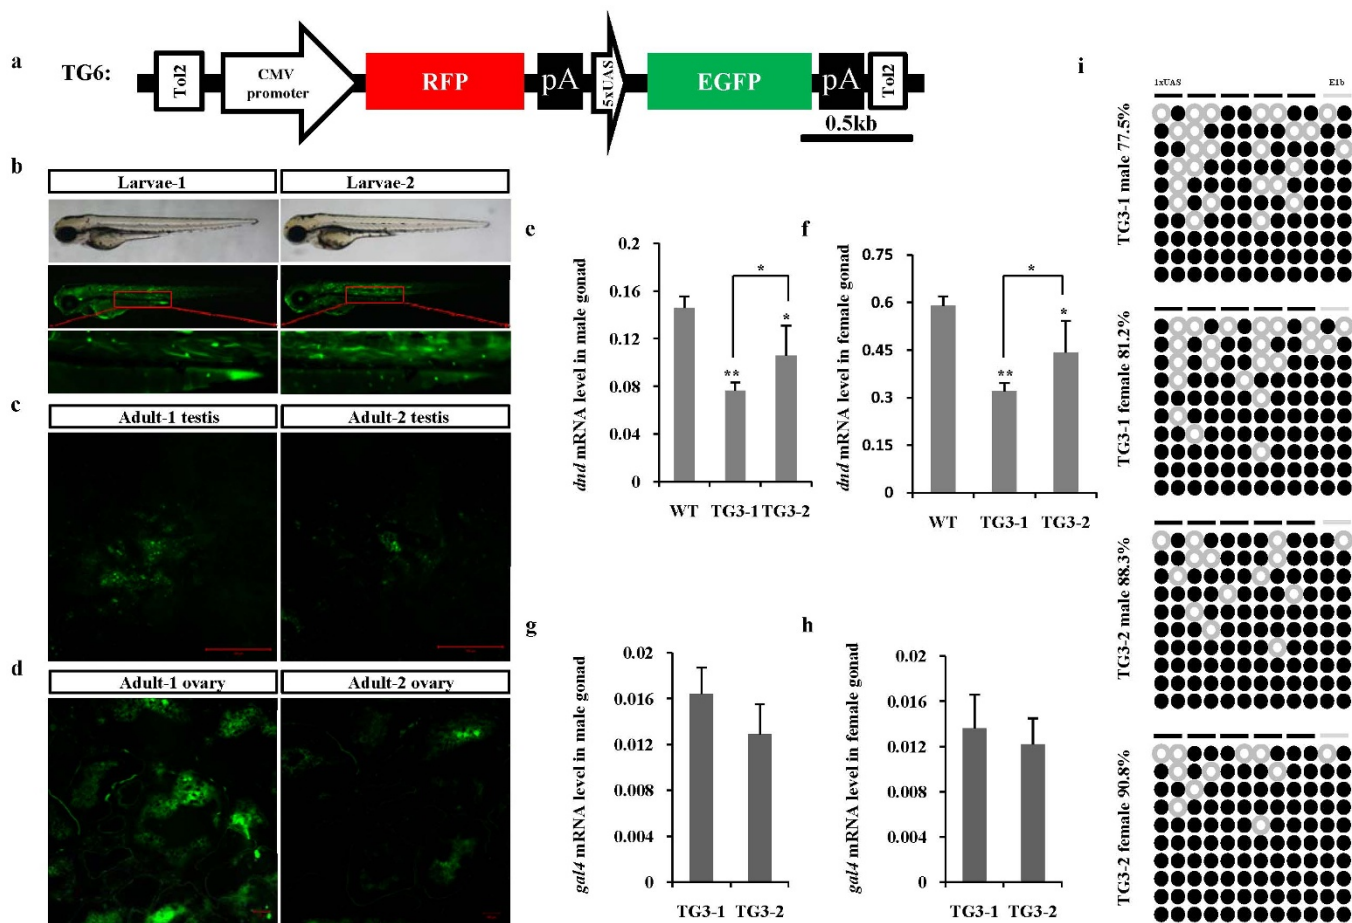 a
TG6:
Tol2
CMV promoter
RFP
pA
5xUAS
EGFP
pA
Tol2
0.5kb
b
Larvae-1
Larvae-2
c
Adult-1 testis
Adult-2 testis
d
Adult-1 ovary
Adult-2 ovary
e
dnd mRNA level in male gonad
0.2
0.16
0.12
0.08
0.04
0
*
**
*
WT
TG3-1
TG3-2
f
dnd mRNA level in female gonad
0.75
0.6
0.45
0.3
0.15
0
*
**
*
WT
TG3-1
TG3-2
g
gal4 mRNA level in male gonad
0.02
0.016
0.012
0.008
0.004
0
TG3-1
TG3-2
h
gal4 mRNA level in female gonad
0.02
0.016
0.012
0.008
0.004
0
TG3-1
TG3-2
i
1xUAS
E1b
TG3-1 male 77.5%
TG3-1 female 81.2%
TG3-2 male 88.3%
TG3-2 female 90.8%